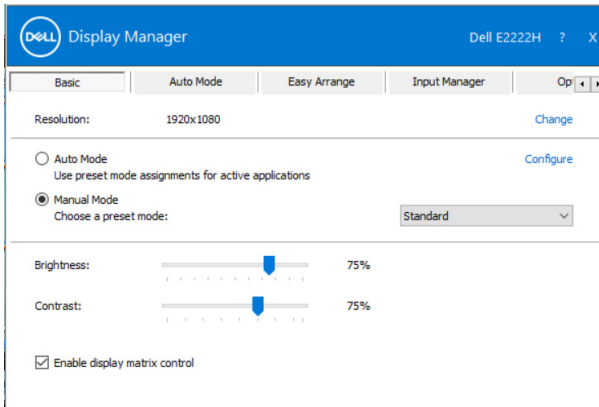 DELL Display Manager Dell E2222H ? X
Basic Auto Mode Easy Arrange Input Manager Op
Resolution: 1920x1080 Change
Auto Mode Configure
Use preset mode assignments for active applications
Manual Mode
Choose a preset mode: Standard
Brightness: 75%
Contrast: 75%
Enable display matrix control